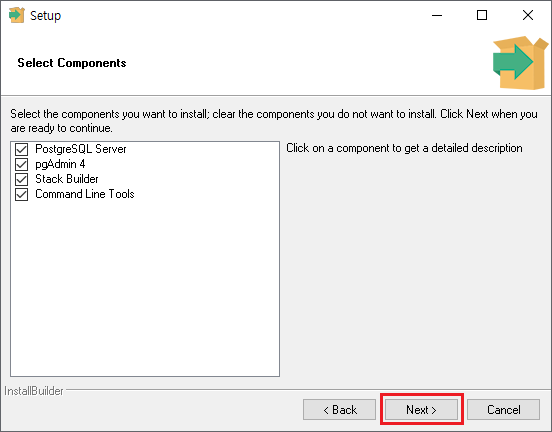 Setup
Select Components
Select the components you want to install; clear the components you do not want to install. Click Next when you
are ready to continue.
PostgreSQL Server
pgAdmin 4
Stack Builder
Command Line Tools
Click on a component to get a detailed description
InstallBuilder
< Back
Next >
Cancel